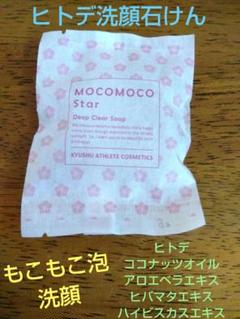 ヒトデ洗顔石けん
MOCOMOCO
Star
Deep Clear Soap
KYUSHU ATHLETE COSMETICS
もこもこ泡
洗顔
ヒトデ
ココナッツオイル
アロエベラエキス
ヒバマタエキス
ハイビスカスエキス